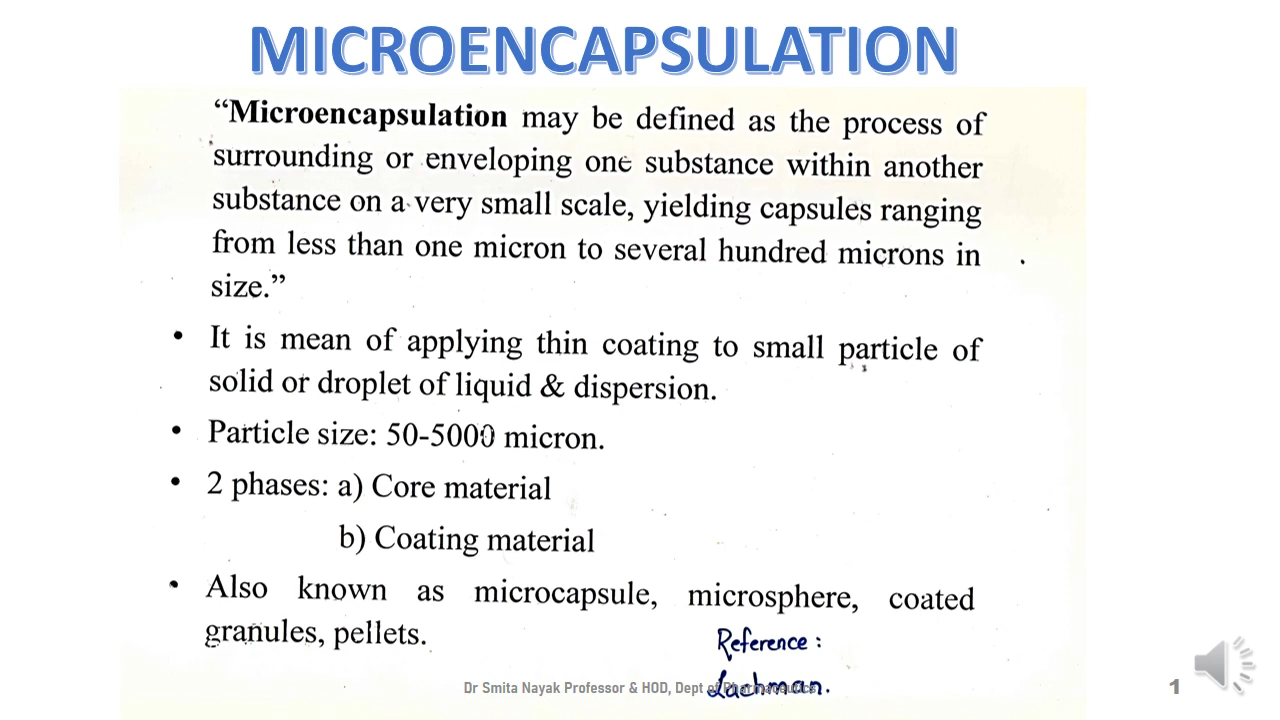 MICROENCAPSULATION
“Microencapsulation may be defined as the process of
surrounding or enveloping one substance within another
substance on a very small scale, yielding capsules ranging
from less than one micron to several hundred microns in
size.”
• It is mean of applying thin coating to small particle of
solid or droplet of liquid & dispersion.
• Particle size: 50-5000 micron.
• 2 phases: a) Core material
b) Coating material
• Also known as microcapsule, microsphere, coated
granules, pellets.
Reference :
Lachman.
Dr Smita Nayak Professor & HOD, Dept of Pharmaceutics
1